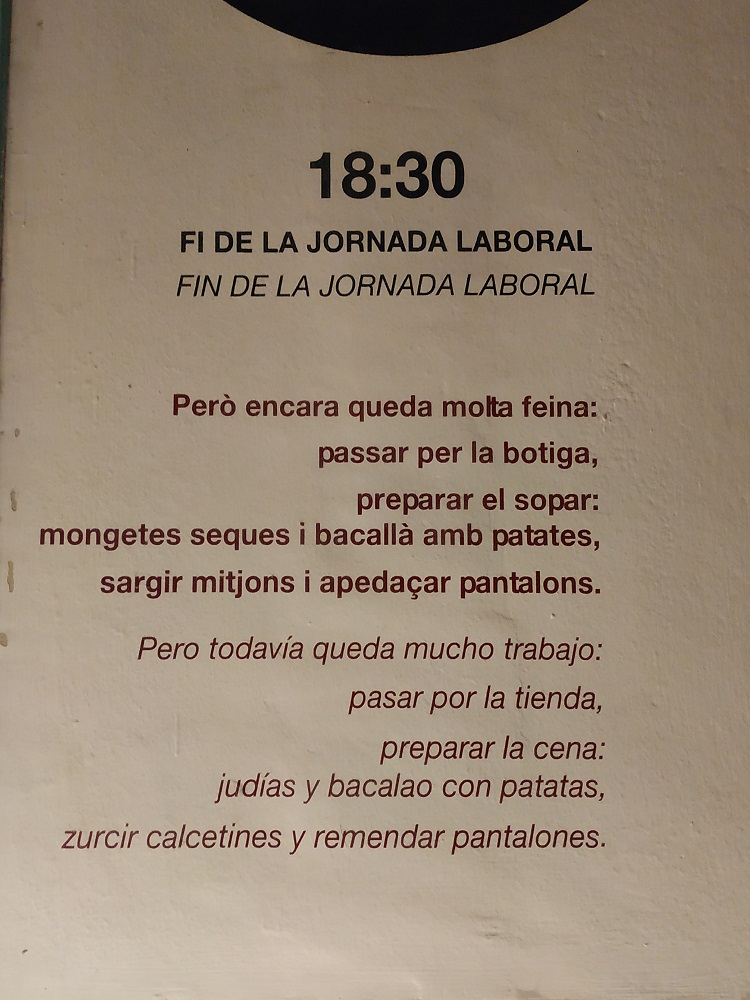 18:30
FI DE LA JORNADA LABORAL
FIN DE LA JORNADA LABORAL
Però encara queda molta feina:
passar per la botiga,
preparar el sopar:
mongetes seques i bacallà amb patates,
sargir mitjons i apedaçar pantalons.
Pero todavía queda mucho trabajo:
pasar por la tienda,
preparar la cena:
judías y bacalao con patatas,
zurcir calcetines y remendar pantalones.